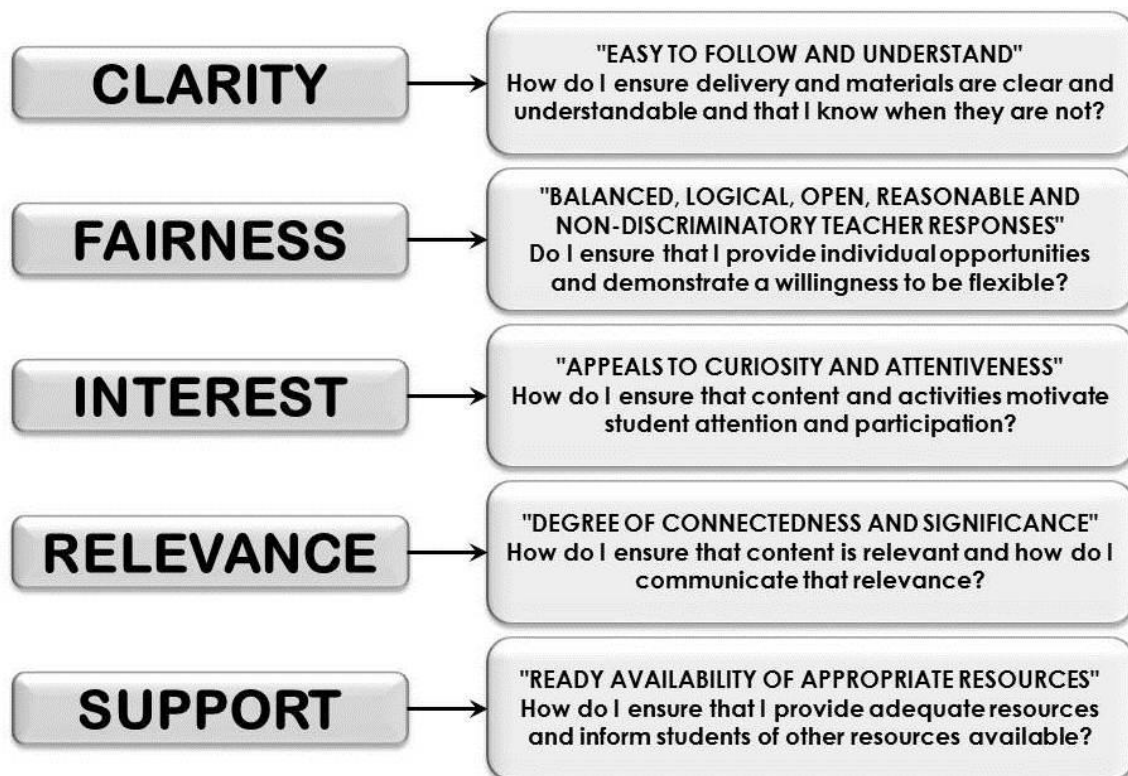 CLARITY
"EASY TO FOLLOW AND UNDERSTAND"
How do I ensure delivery and materials are clear and
understandable and that I know when they are not?
FAIRNESS
"BALANCED, LOGICAL, OPEN, REASONABLE AND
NON-DISCRIMINATORY TEACHER RESPONSES"
Do I ensure that I provide individual opportunities
and demonstrate a willingness to be flexible?
INTEREST
"APPEALS TO CURIOSITY AND ATTENTIVENESS"
How do I ensure that content and activities motivate
student attention and participation?
RELEVANCE
"DEGREE OF CONNECTEDNESS AND SIGNIFICANCE"
How do I ensure that content is relevant and how do I
communicate that relevance?
SUPPORT
"READY AVAILABILITY OF APPROPRIATE RESOURCES"
How do I ensure that I provide adequate resources
and inform students of other resources available?